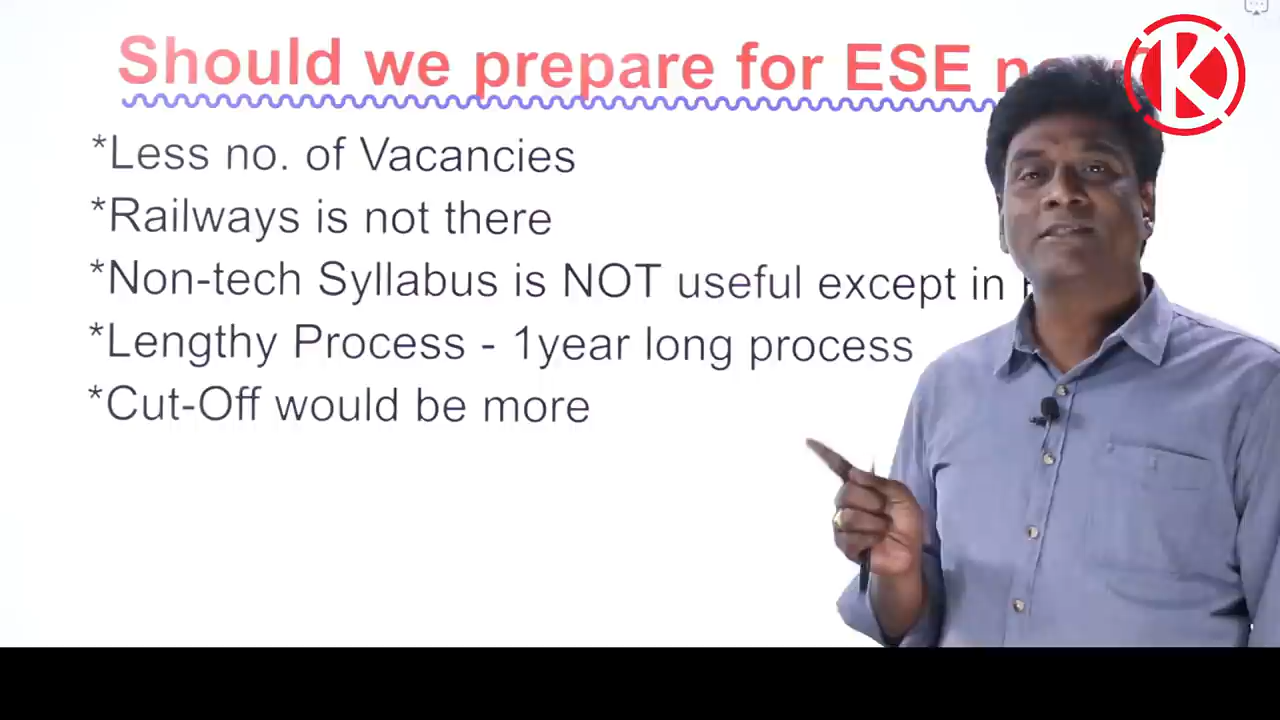 Should we prepare for ESE
*Less no. of Vacancies
*Railways is not there
*Non-tech Syllabus is NOT useful except in
*Lengthy Process - 1year long process
*Cut-Off would be more
K